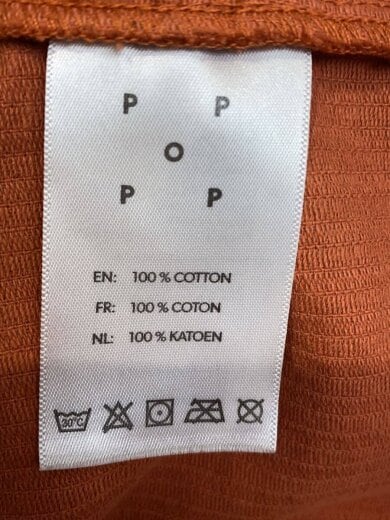 P P
O
P P
EN: 100% COTTON
FR: 100% COTON
NL: 100% KATOEN
30°C